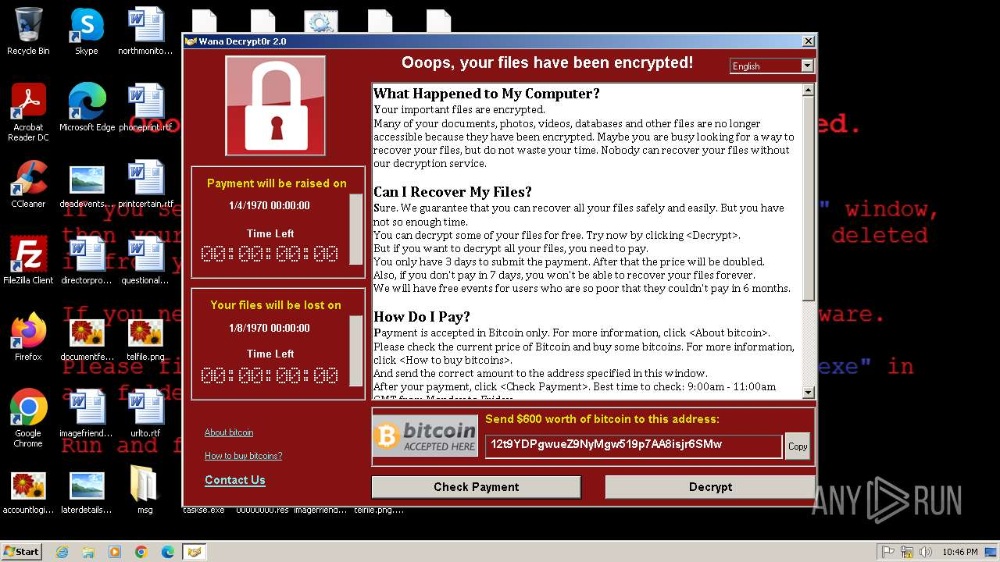 Recycle Bin
Skype
northmonito...
Acrobat
Reader DC
Microsoft Edge
phoneprint.rtf
CCleaner
deadevents...
printcertain.rtf
FileZilla Client
directorpro...
questional...
Firefox
documentfe...
telfile.png
Google
Chrome
imagefriend...
urlto.rtf
accountlogi...
laterdetails...
msg
taskse.exe
00000000.res
imagefriend...
telfile.png....
Ooo
ed.
If you se
" window,
then your
deleted
it from y
If you ne
ware.
Please fi
exe" in
any folde
Run and f
Wana Decrypt0r 2.0
Ooops, your files have been encrypted!
English
Payment will be raised on
1/4/1970 00:00:00
Time Left
00:00:00:00
Your files will be lost on
1/8/1970 00:00:00
Time Left
00:00:00:00
About bitcoin
How to buy bitcoins?
Contact Us
What Happened to My Computer?
Your important files are encrypted.
Many of your documents, photos, videos, databases and other files are no longer
accessible because they have been encrypted. Maybe you are busy looking for a way to
recover your files, but do not waste your time. Nobody can recover your files without
our decryption service.
Can I Recover My Files?
Sure. We guarantee that you can recover all your files safely and easily. But you have
not so enough time.
You can decrypt some of your files for free. Try now by clicking <Decrypt>.
But if you want to decrypt all your files, you need to pay.
You only have 3 days to submit the payment. After that the price will be doubled.
Also, if you don't pay in 7 days, you won't be able to recover your files forever.
We will have free events for users who are so poor that they couldn't pay in 6 months.
How Do I Pay?
Payment is accepted in Bitcoin only. For more information, click <About bitcoin>.
Please check the current price of Bitcoin and buy some bitcoins. For more information,
click <How to buy bitcoins>.
And send the correct amount to the address specified in this window.
After your payment, click <Check Payment>. Best time to check: 9:00am - 11:00am
GMT from Monday to Friday.
bitcoin
ACCEPTED HERE
Send $600 worth of bitcoin to this address:
12t9YDPgwueZ9NyMgw519p7AA8isjr6SMw
Copy
Check Payment
Decrypt
ANY RUN
Start
10:46 PM